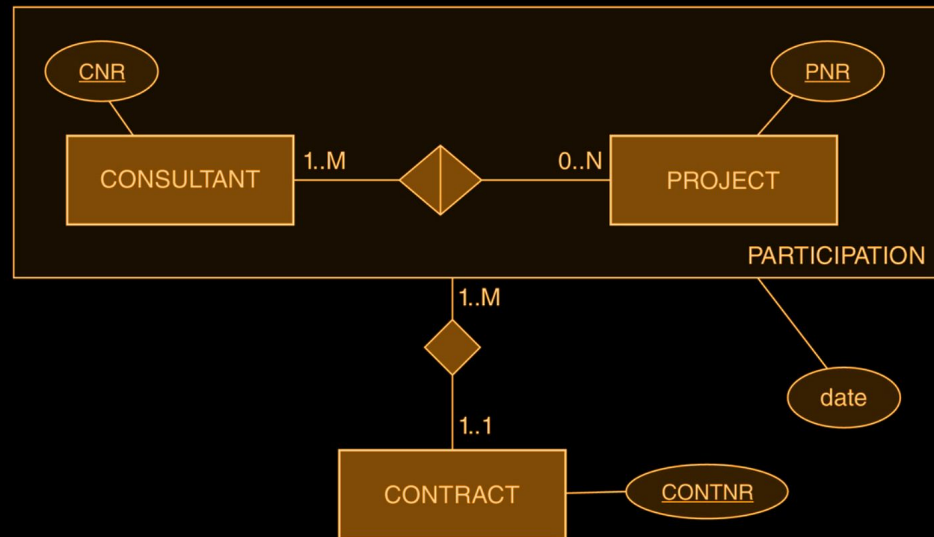 CNR
PNR
CONSULTANT
1..M
0..N
PROJECT
PARTICIPATION
1..M
date
1..1
CONTRACT
CONTNR